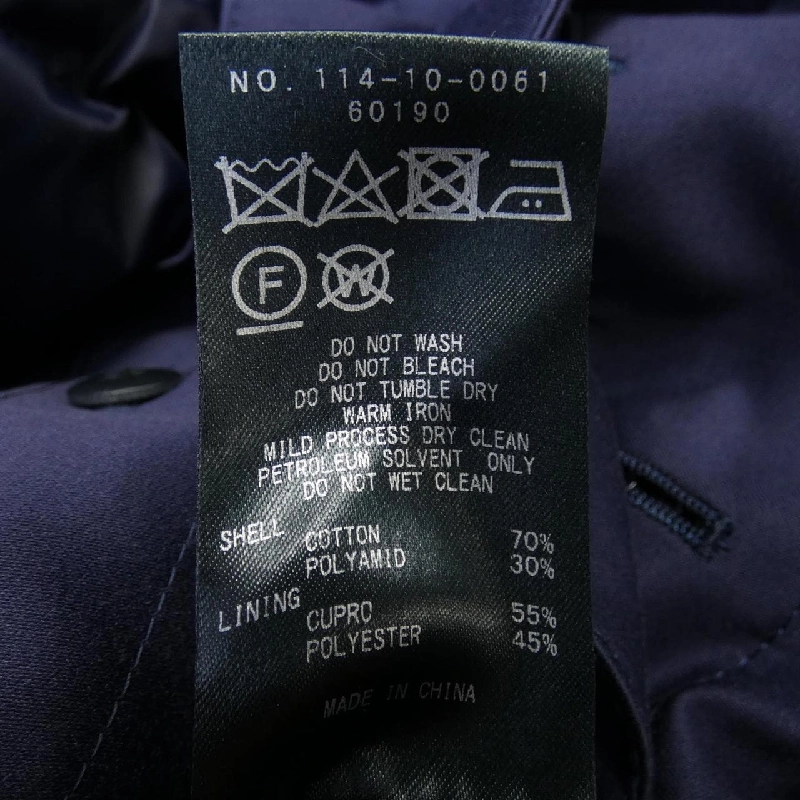 NO. 114-10-0061
60190
F W
DO NOT WASH
DO NOT BLEACH
DO NOT TUMBLE DRY
WARM IRON
MILD PROCESS DRY CLEAN
PETROLEUM SOLVENT ONLY
DO NOT WET CLEAN
SHELL COTTON 70%
POLYAMID 30%
LINING CUPRO 55%
POLYESTER 45%
MADE IN CHINA